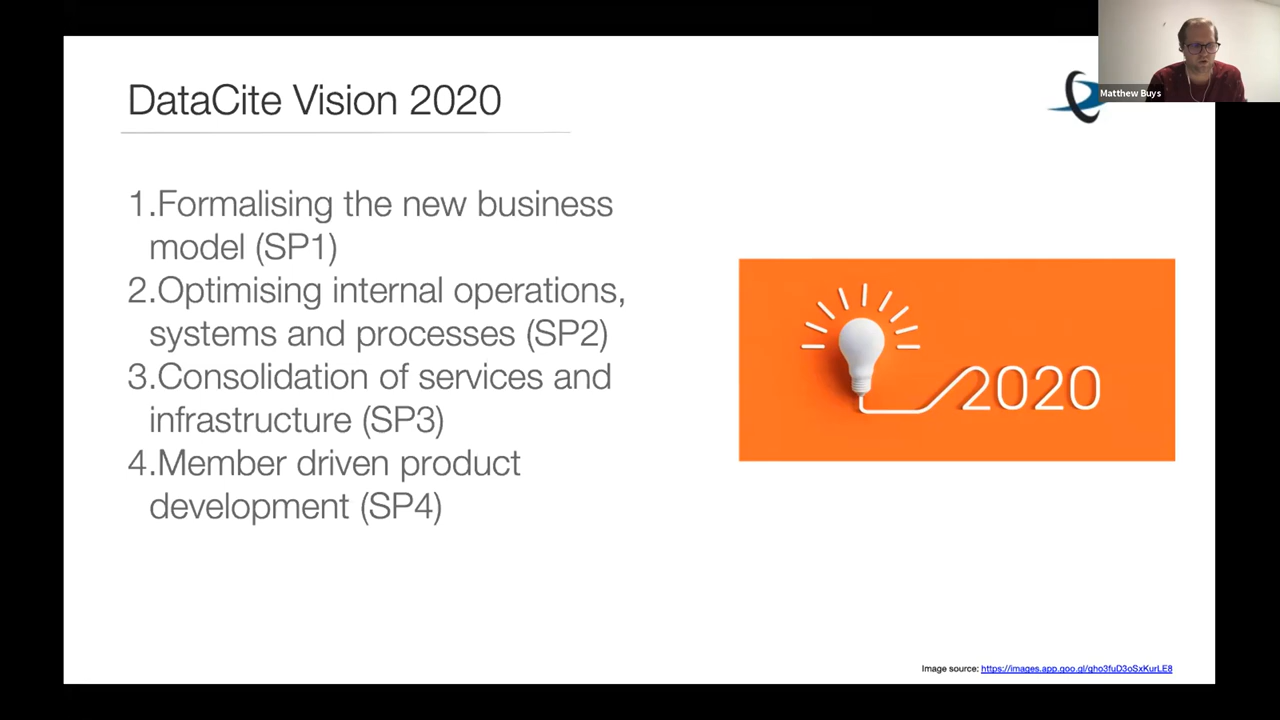 DataCite Vision 2020
Matthew Buys
1.Formalising the new business
model (SP1)
2.Optimising internal operations,
systems and processes (SP2)
3.Consolidation of services and
infrastructure (SP3)
4.Member driven product
development (SP4)
2020
Image source: https://images.app.goo.gl/gho3fuD3oSxKurLE8